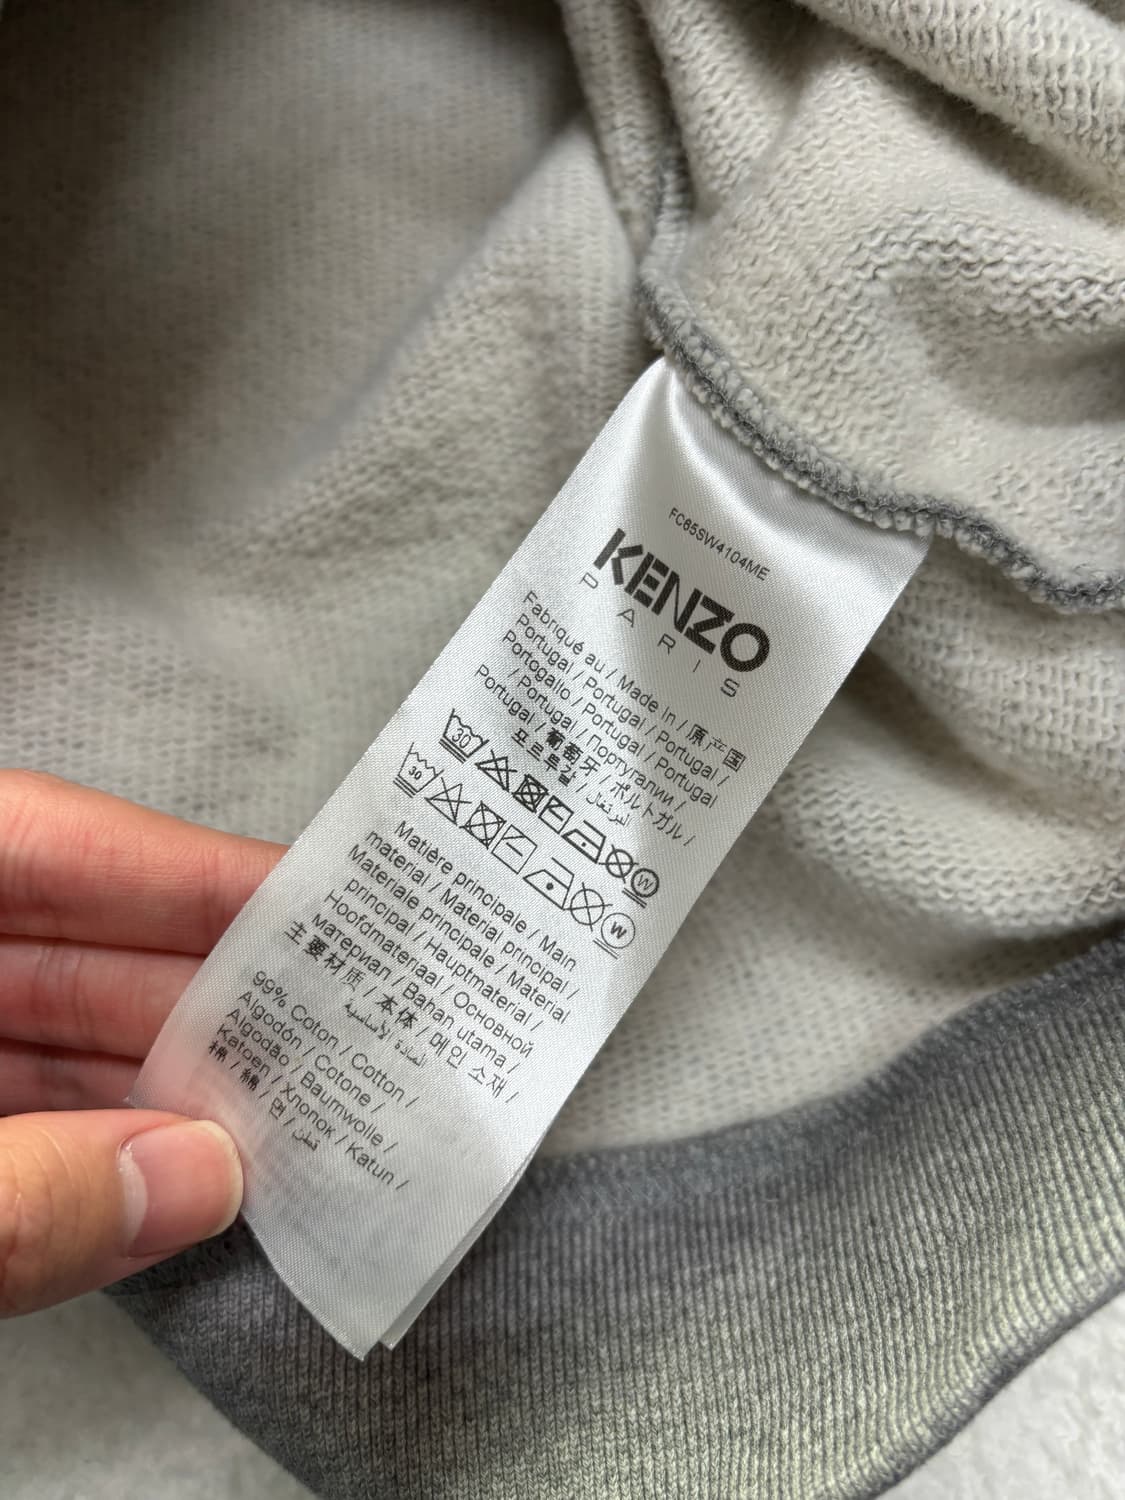 FC65SW4104ME
KENZO
PARIS
Fabriqué au / Made in / 原产国
Portugal / Portugal / Portugal /
Portogallo / Portugal / Portugal
/ Portugal / Португалии /
Portugal / 葡萄牙 / ポルトガル /
포르투갈 / البرتغال
30 W
30 W
Matière principale / Main
material / Material principal /
Materiale principale / Material
principal / Hauptmaterial /
Hoofdmateriaal / Основной
материал / Bahan utama /
主要材质 / 本体 / 메인 소재 /
المادة الأساسية
99% Coton / Cotton /
Algodón / Cotone /
Algodão / Baumwolle /
Katoen / Хлопок / Katun /
棉 / 綿 / 면 / قطن